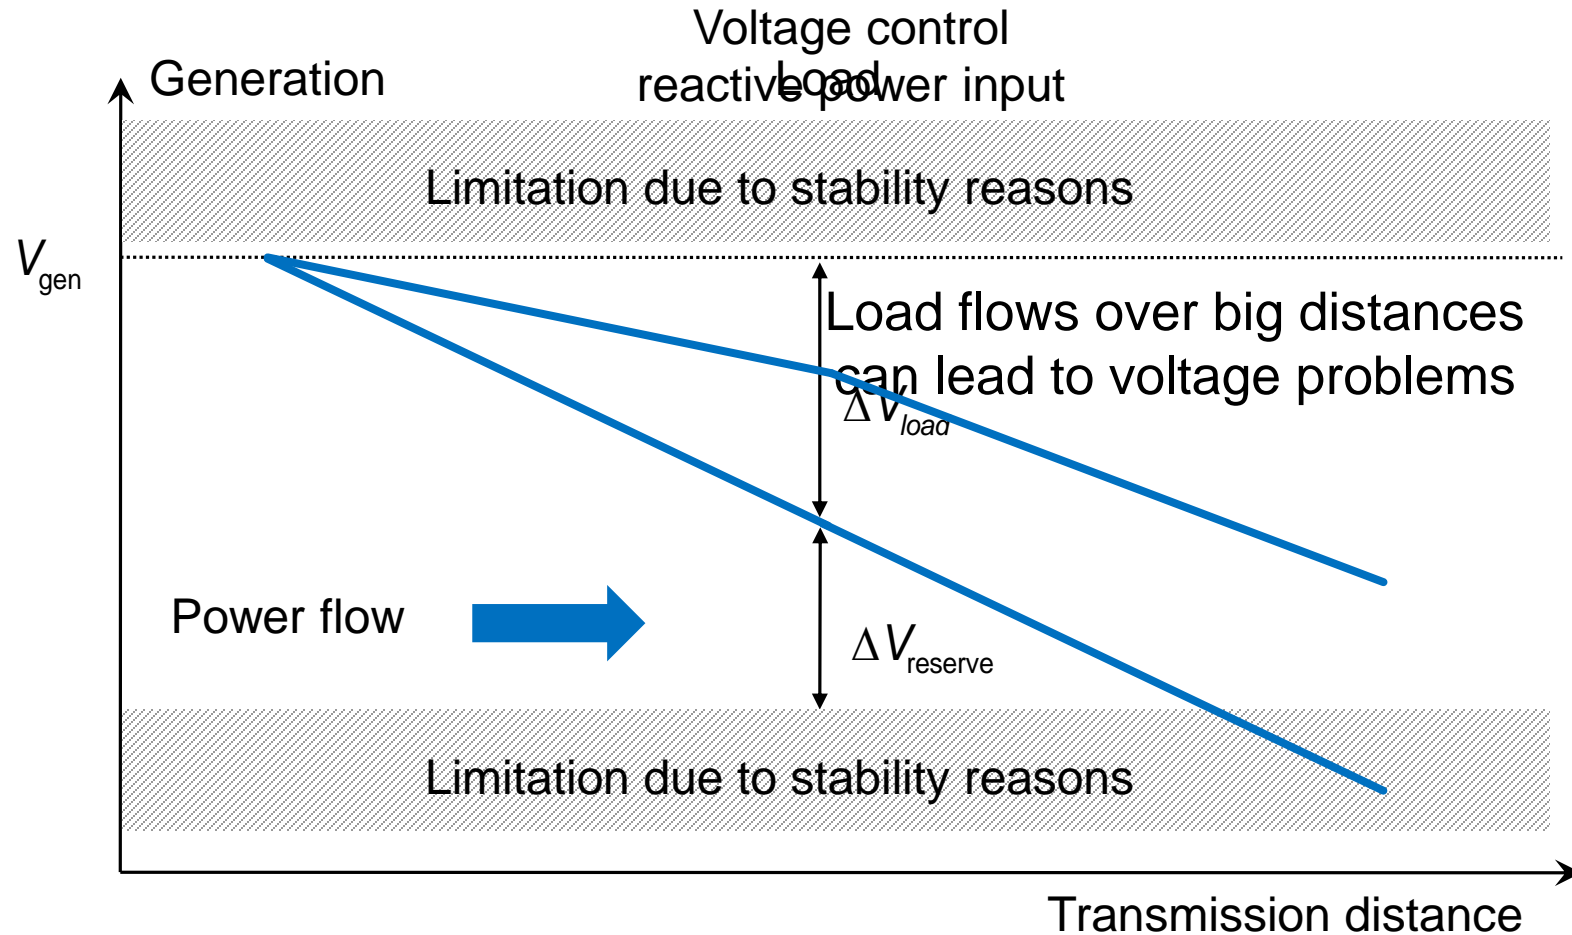 Voltage control
reactive power input
Load
Generation
Limitation due to stability reasons
Vgen
Load flows over big distances
can lead to voltage problems
ΔVload
Power flow
ΔVreserve
Limitation due to stability reasons
Transmission distance